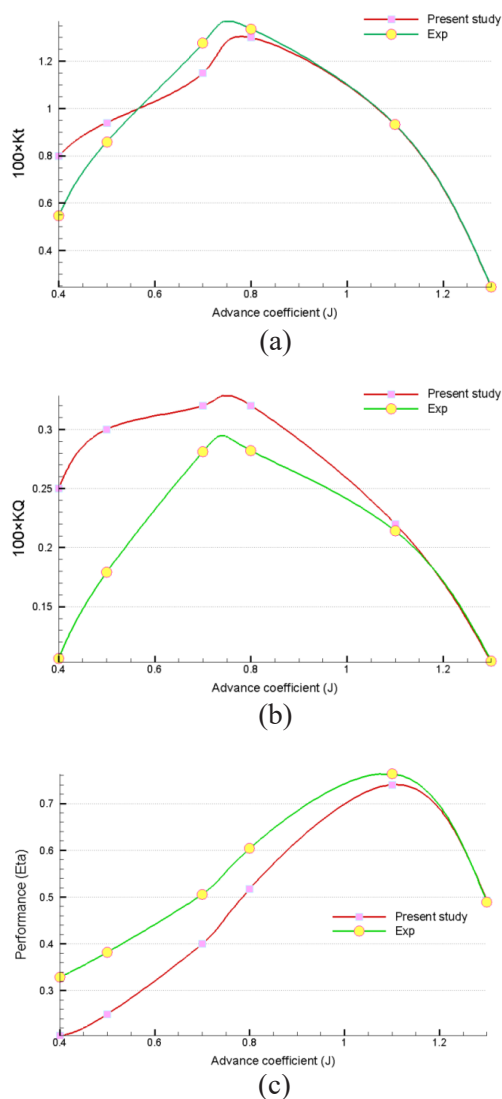 Present study
Exp
1.2
1
0.8
0.6
0.4
100×Kt
0.4
0.6
0.8
1
1.2
Advance coefficient (J)
(a)
Present study
Exp
0.3
0.25
0.2
0.15
100×KQ
0.4
0.6
0.8
1
1.2
Advance coefficient (J)
(b)
0.7
0.5
0.4
0.3
Performance (Eta)
Present study
Exp
0.4
0.6
0.8
1
1.2
Advance coefficient (J)
(c)